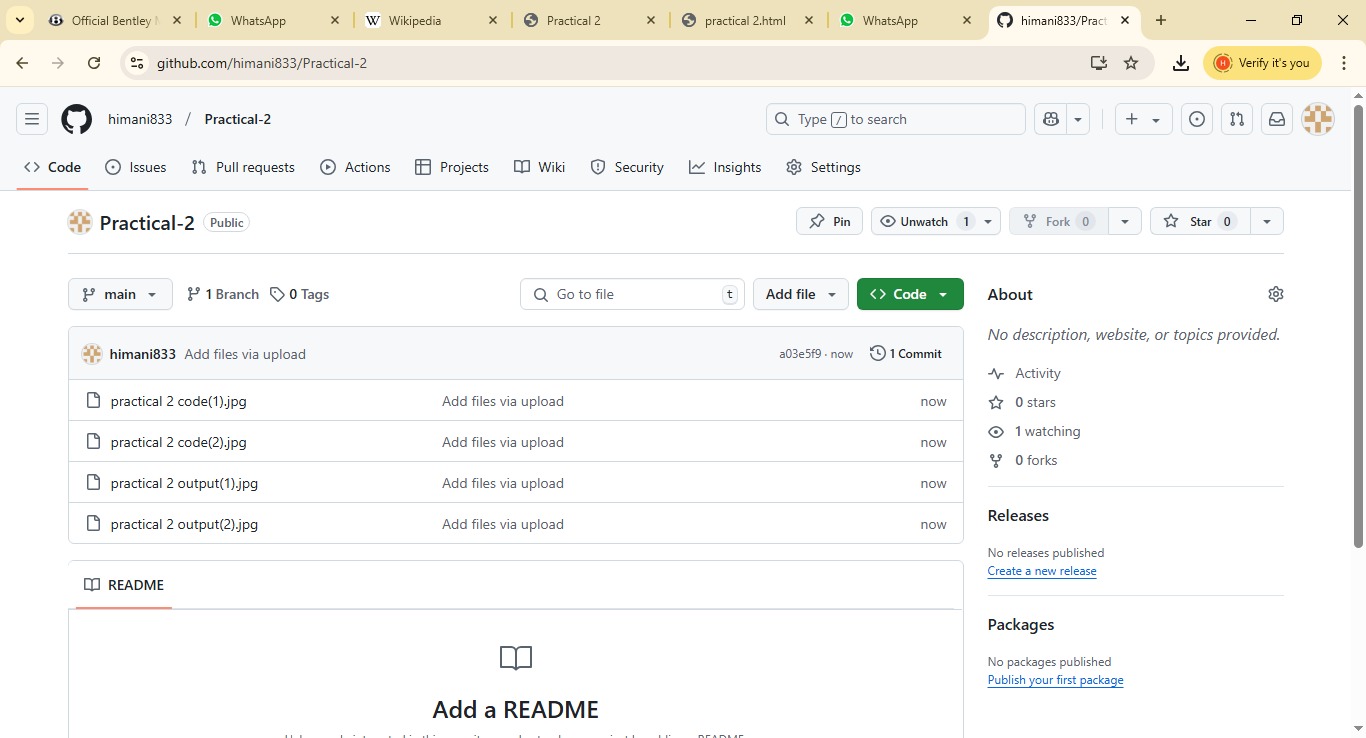 Official Bentley M
WhatsApp
Wikipedia
Practical 2
practical 2.html
WhatsApp
himani833/Pract
github.com/himani833/Practical-2
Verify it's you
himani833 / Practical-2
Type / to search
Code
Issues
Pull requests
Actions
Projects
Wiki
Security
Insights
Settings
Practical-2 Public
Pin
Unwatch 1
Fork 0
Star 0
main
1 Branch
0 Tags
Go to file t
Add file
Code
himani833 Add files via upload a03e5f9 · now 1 Commit
practical 2 code(1).jpg Add files via upload now
practical 2 code(2).jpg Add files via upload now
practical 2 output(1).jpg Add files via upload now
practical 2 output(2).jpg Add files via upload now
README
Add a README
About
No description, website, or topics provided.
Activity
0 stars
1 watching
0 forks
Releases
No releases published
Create a new release
Packages
No packages published
Publish your first package